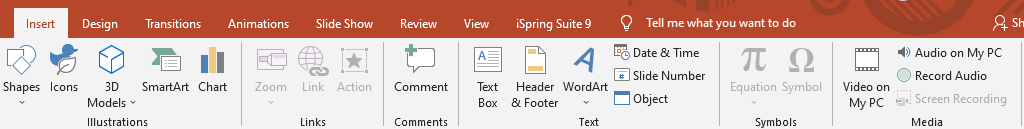 Insert Design Transitions Animations Slide Show Review View iSpring Suite 9 Tell me what you want to do Sh
Shapes Icons 3D Models SmartArt Chart
Illustrations
Zoom Link Action
Links
Comment
Comments
Text Box Header & Footer WordArt
Date & Time
Slide Number
Object
Text
Equation Symbol
Symbols
Video on My PC
Audio on My PC
Record Audio
Screen Recording
Media